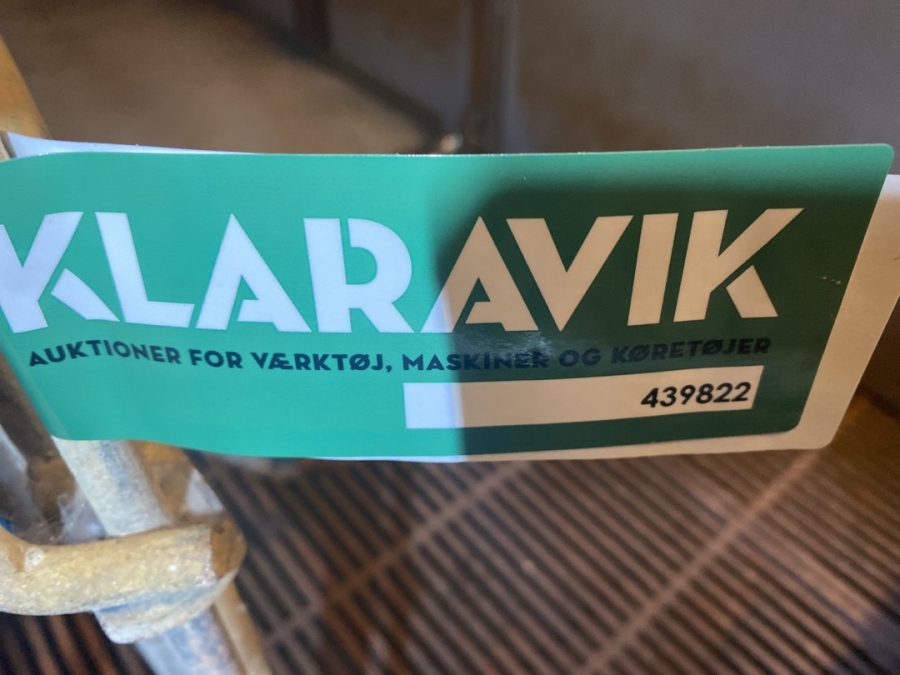 KLARAVIK
AUKTIONER FOR VÆRKTØJ, MASKINER OG KØRETØJER
439822